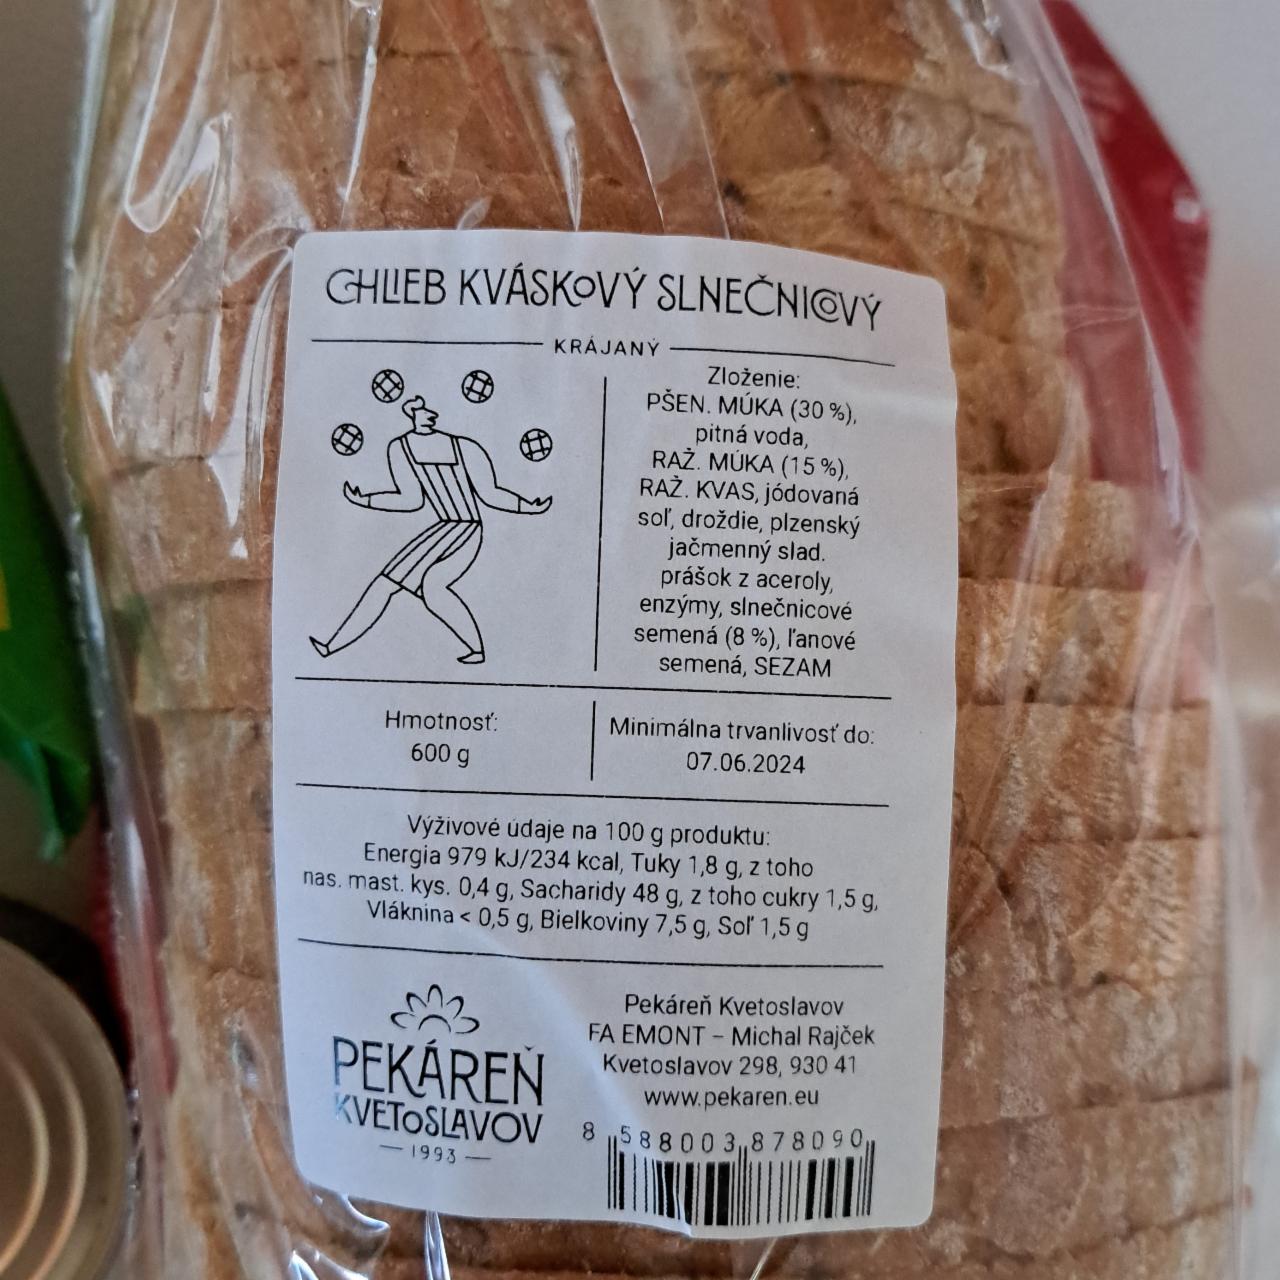 CHLIEB KVÁSKOVÝ SLNEČNICOVÝ
KRÁJANÝ
Zloženie:
PŠEN. MÚKA (30 %),
pitná voda,
RAŽ. MÚKA (15 %),
RAŽ. KVAS, jódovaná
soľ, droždie, plzenský
jačmenný slad.
prášok z aceroly,
enzýmy, slnečnicové
semená (8 %), ľanové
semená, SEZAM
Hmotnosť:
600 g
Minimálna trvanlivosť do:
07.06.2024
Výživové údaje na 100 g produktu:
Energia 979 kJ/234 kcal, Tuky 1,8 g, z toho
nas. mast. kys. 0,4 g, Sacharidy 48 g, z toho cukry 1,5 g,
Vláknina < 0,5 g, Bielkoviny 7,5 g, Soľ 1,5 g
PEKÁREŇ
KVETOSLAVOV
1993
Pekáreň Kvetoslavov
FA EMONT – Michal Rajček
Kvetoslavov 298, 930 41
www.pekaren.eu
8 588003 878090